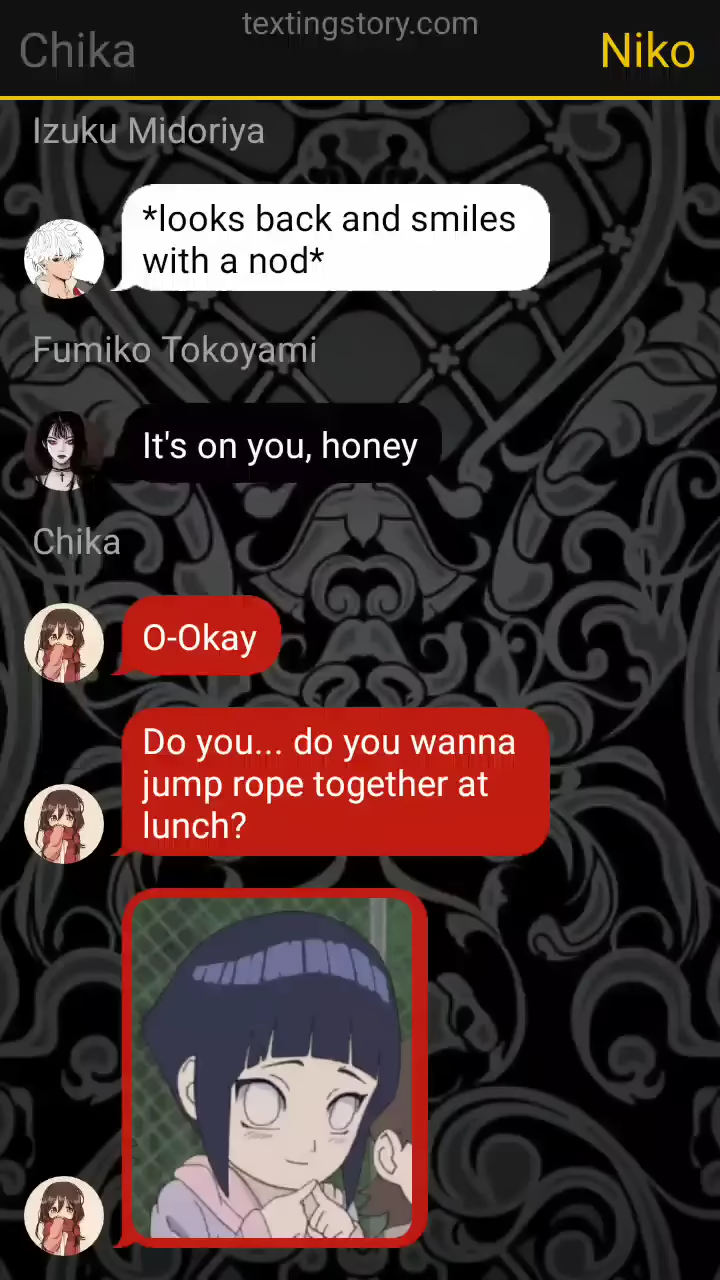 textingstory.com
Chika
Niko
Izuku Midoriya
*looks back and smiles
with a nod*
Fumiko Tokoyami
It's on you, honey
Chika
O-Okay
Do you... do you wanna
jump rope together at
lunch?